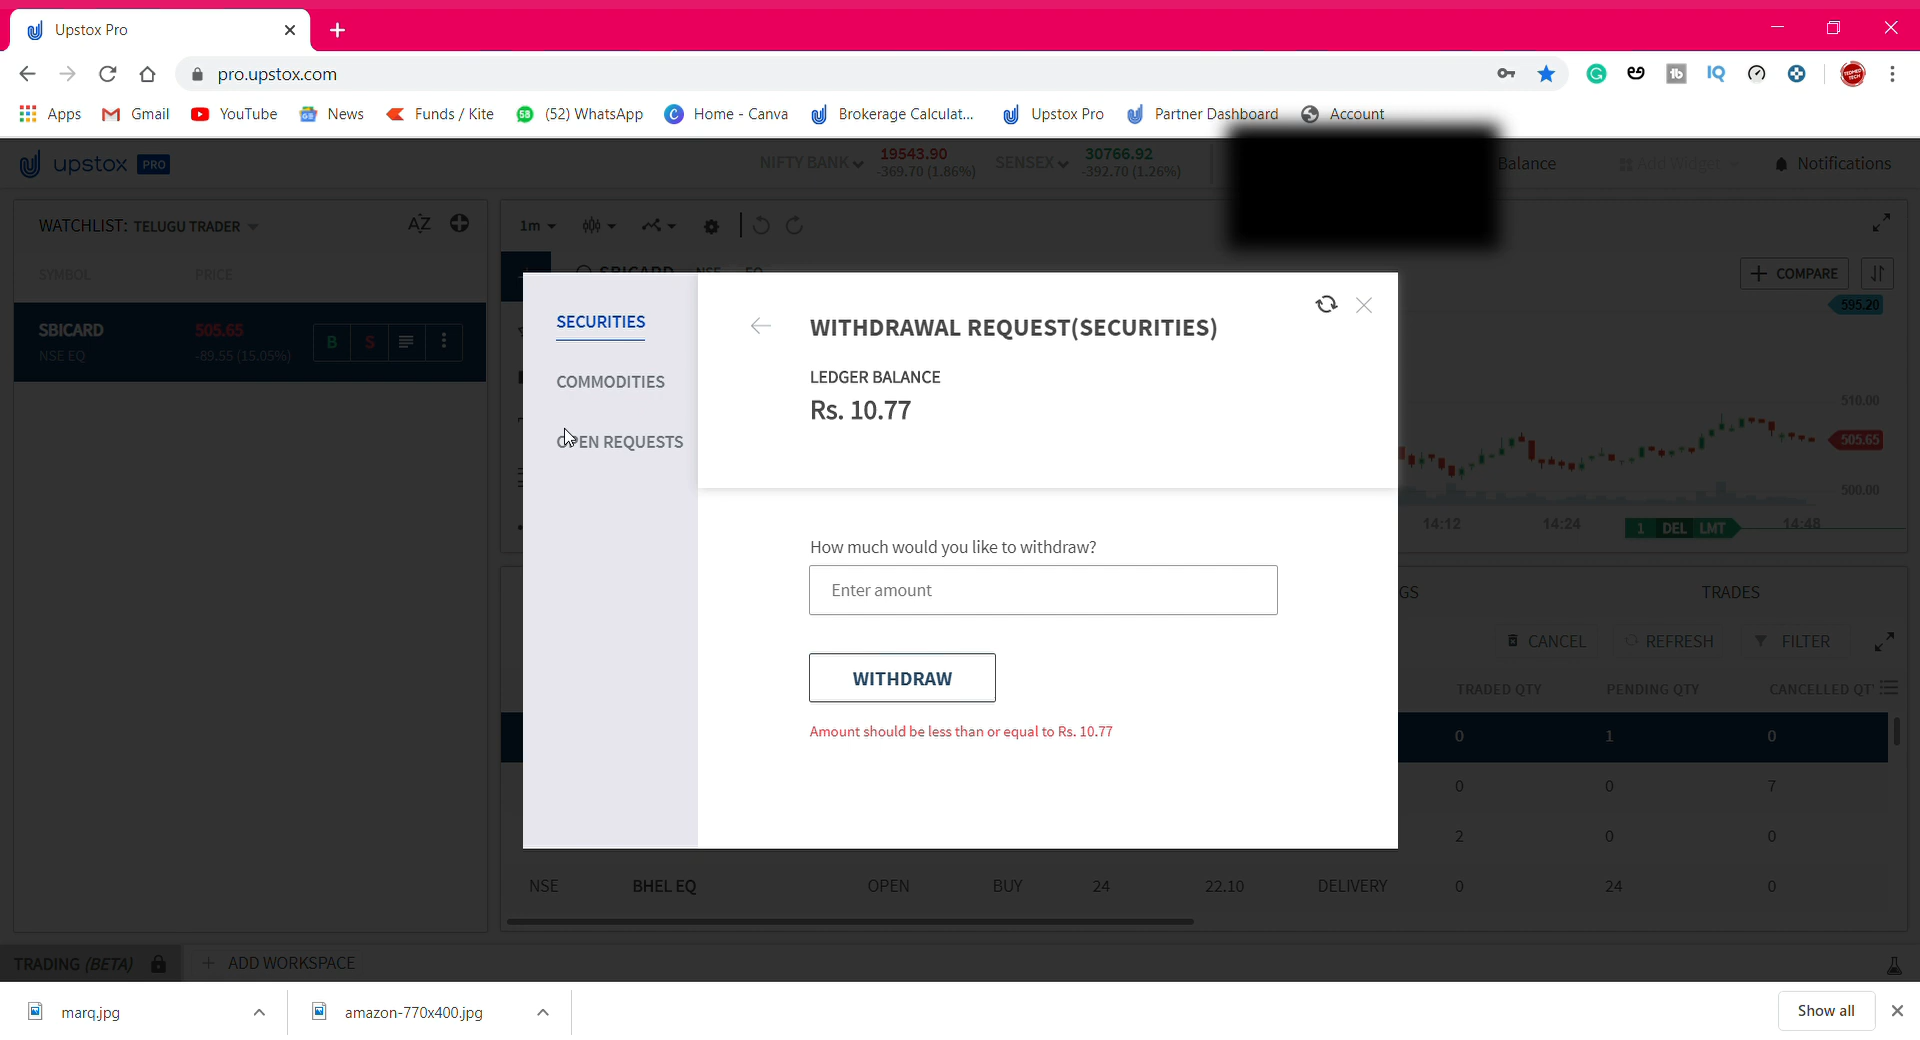 Upstox Pro
pro.upstox.com
Apps Gmail YouTube News Funds / Kite (52) WhatsApp Home - Canva Brokerage Calculat... Upstox Pro Partner Dashboard Account
upstox PRO
NIFTY BANK 19543.90 -369.70 (1.86%) SENSEX 30766.92 -392.70 (1.26%) Balance Add Widget Notifications
WATCHLIST: TELUGU TRADER
SYMBOL PRICE
SBICARD 505.65 B S
NSE EQ -89.55 (15.05%)
1m
SBICARD NSE EQ
COMPARE
595.20
510.00
505.65
500.00
14:12 14:24 14:48
1 DEL LMT
SECURITIES
COMMODITIES
OPEN REQUESTS
WITHDRAWAL REQUEST(SECURITIES)
LEDGER BALANCE
Rs. 10.77
How much would you like to withdraw?
Enter amount
WITHDRAW
Amount should be less than or equal to Rs. 10.77
GS TRADES
CANCEL REFRESH FILTER
TRADED QTY PENDING QTY CANCELLED QT
0 1 0
0 0 7
2 0 0
NSE BHEL EQ OPEN BUY 24 22.10 DELIVERY 0 24 0
TRADING (BETA) ADD WORKSPACE
marq.jpg amazon-770x400.jpg Show all